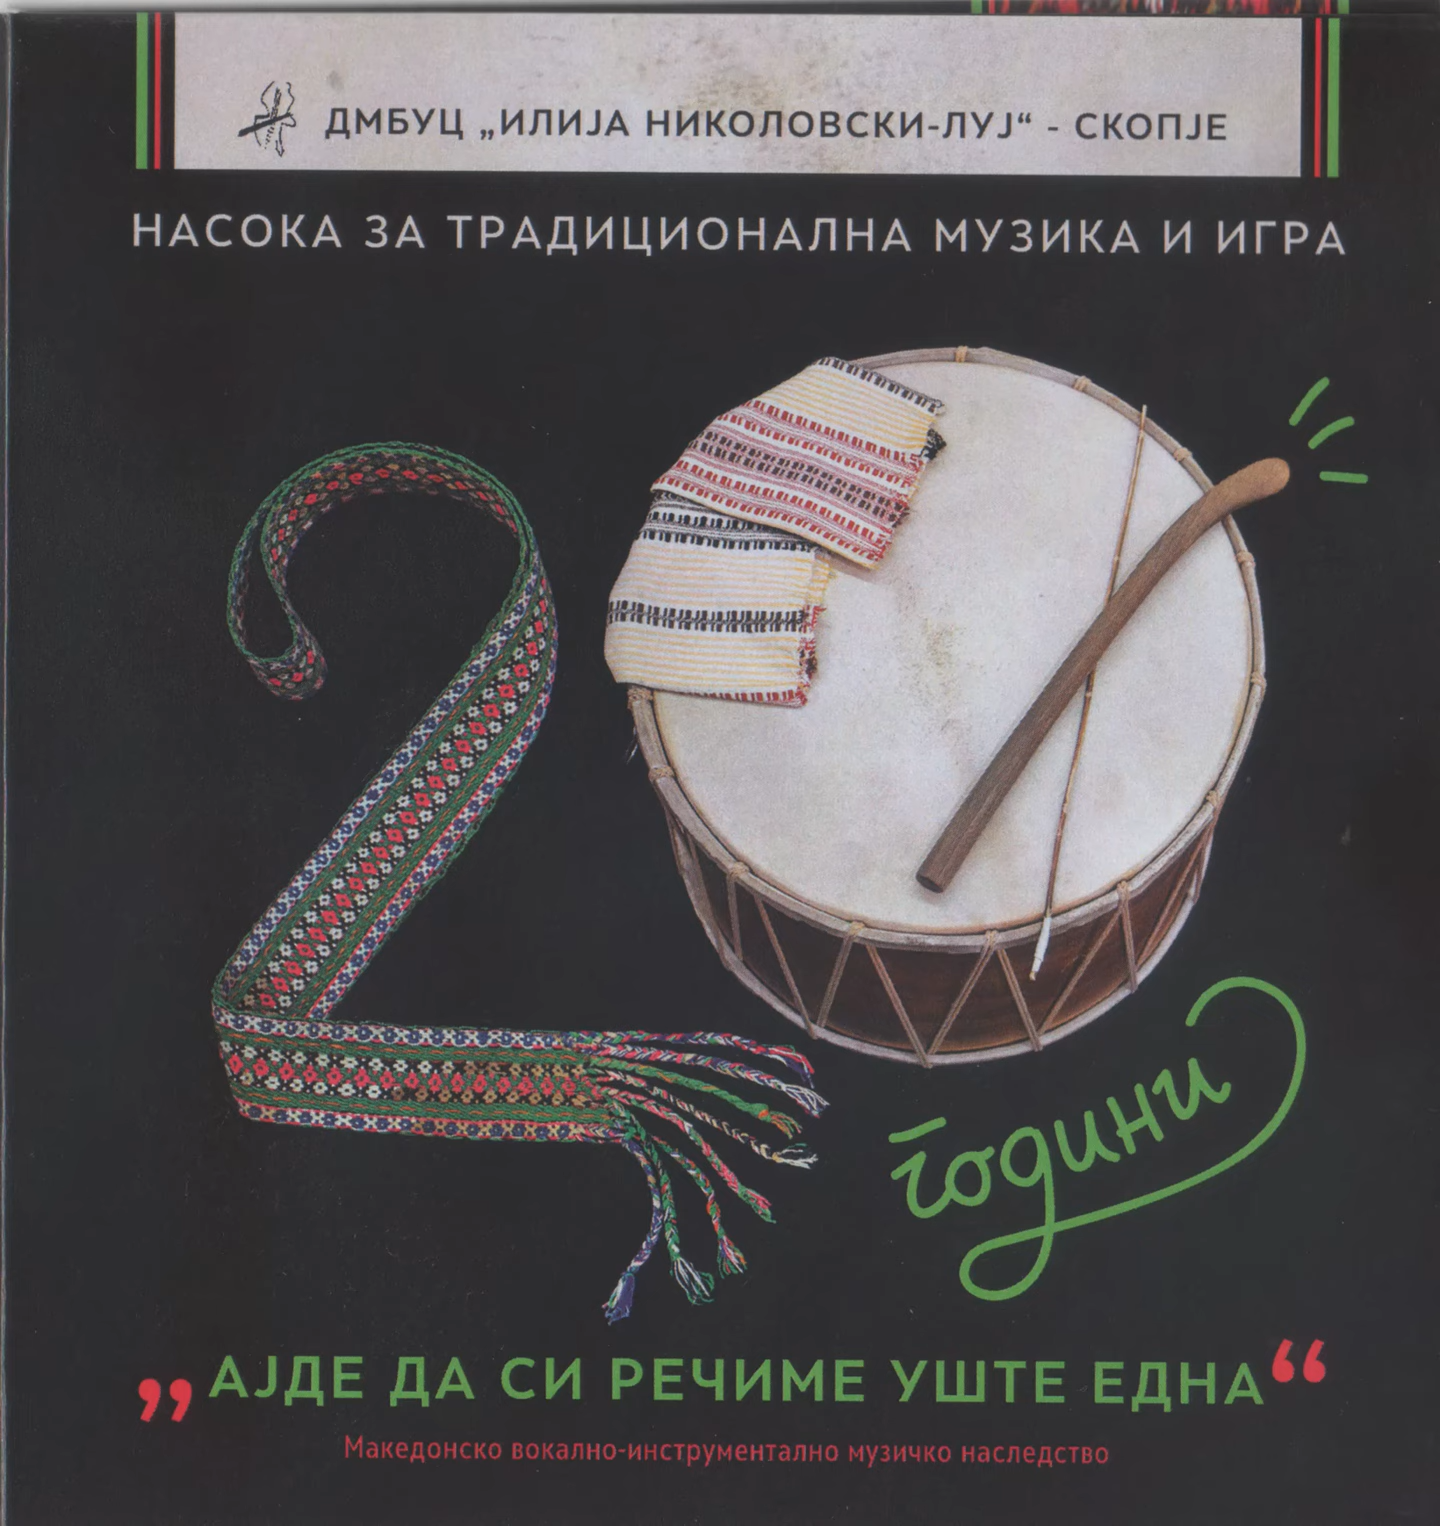 ДМБУЦ „ИЛИЈА НИКОЛОВСКИ-ЛУЈ“ - СКОПЈЕ
НАСОКА ЗА ТРАДИЦИОНАЛНА МУЗИКА И ИГРА
20
години
„АЈДЕ ДА СИ РЕЧИМЕ УШТЕ ЕДНА“
Македонско вокално-инструментално музичко наследство